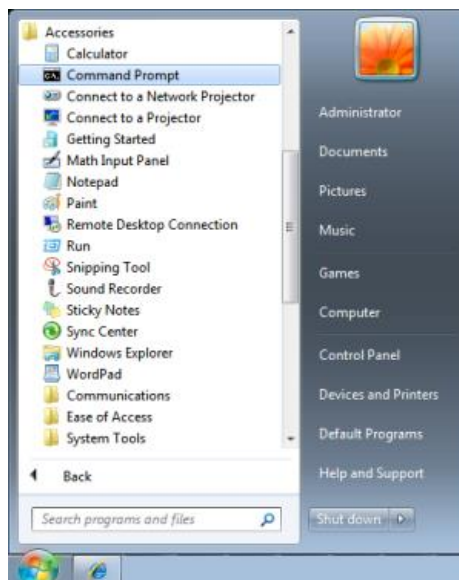 Accessories
Calculator
Command Prompt
Connect to a Network Projector
Connect to a Projector
Getting Started
Math Input Panel
Notepad
Paint
Remote Desktop Connection
Run
Snipping Tool
Sound Recorder
Sticky Notes
Sync Center
Windows Explorer
WordPad
Communications
Ease of Access
System Tools
Back
Search programs and files
Administrator
Documents
Pictures
Music
Games
Computer
Control Panel
Devices and Printers
Default Programs
Help and Support
Shut down